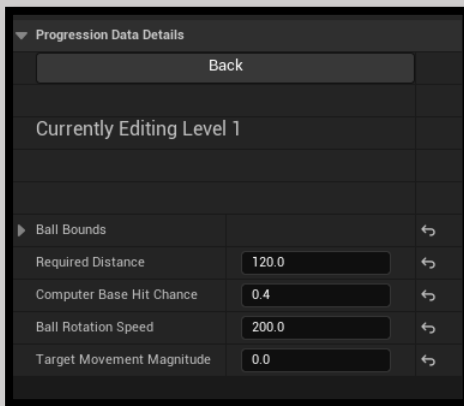 Progression Data Details
Back
Currently Editing Level 1
Ball Bounds
Required Distance 120.0
Computer Base Hit Chance 0.4
Ball Rotation Speed 200.0
Target Movement Magnitude 0.0